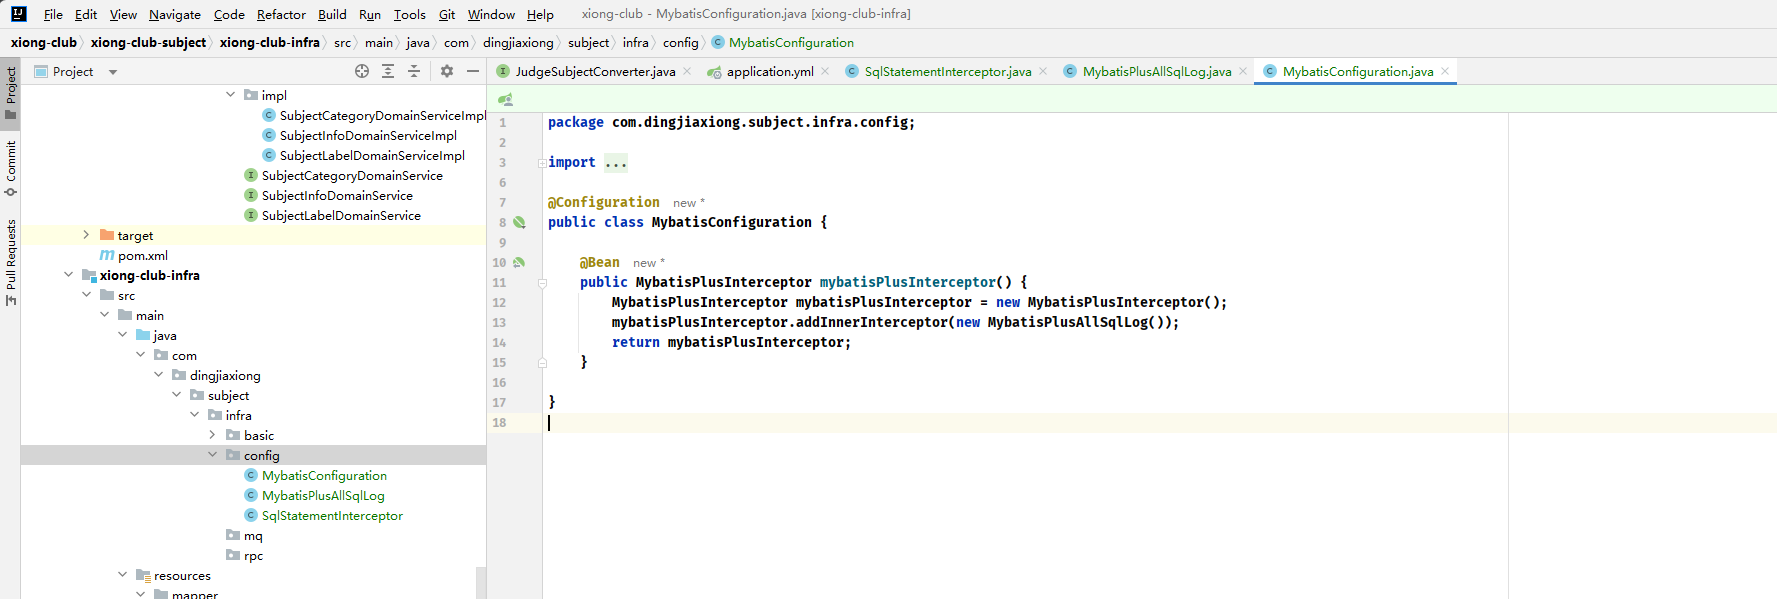 IJ File Edit View Navigate Code Refactor Build Run Tools Git Window Help xiong-club - MybatisConfiguration.java [xiong-club-infra]
xiong-club xiong-club-subject xiong-club-infra src main java com dingjiaxiong subject infra config C MybatisConfiguration
Project
Commit
Pull Requests
Project
impl
C SubjectCategoryDomainServiceImpl
C SubjectInfoDomainServiceImpl
C SubjectLabelDomainServiceImpl
I SubjectCategoryDomainService
I SubjectInfoDomainService
I SubjectLabelDomainService
target
m pom.xml
xiong-club-infra
src
main
java
com
dingjiaxiong
subject
infra
basic
config
C MybatisConfiguration
C MybatisPlusAllSqlLog
C SqlStatementInterceptor
mq
rpc
resources
mapper
I JudgeSubjectConverter.java application.yml C SqlStatementInterceptor.java C MybatisPlusAllSqlLog.java C MybatisConfiguration.java
1 package com.dingjiaxiong.subject.infra.config;
2
3 import ...
6
7 @Configuration new *
8 public class MybatisConfiguration {
9
10 @Bean new *
11 public MybatisPlusInterceptor mybatisPlusInterceptor() {
12 MybatisPlusInterceptor mybatisPlusInterceptor = new MybatisPlusInterceptor();
13 mybatisPlusInterceptor.addInnerInterceptor(new MybatisPlusAllSqlLog());
14 return mybatisPlusInterceptor;
15 }
16
17 }
18